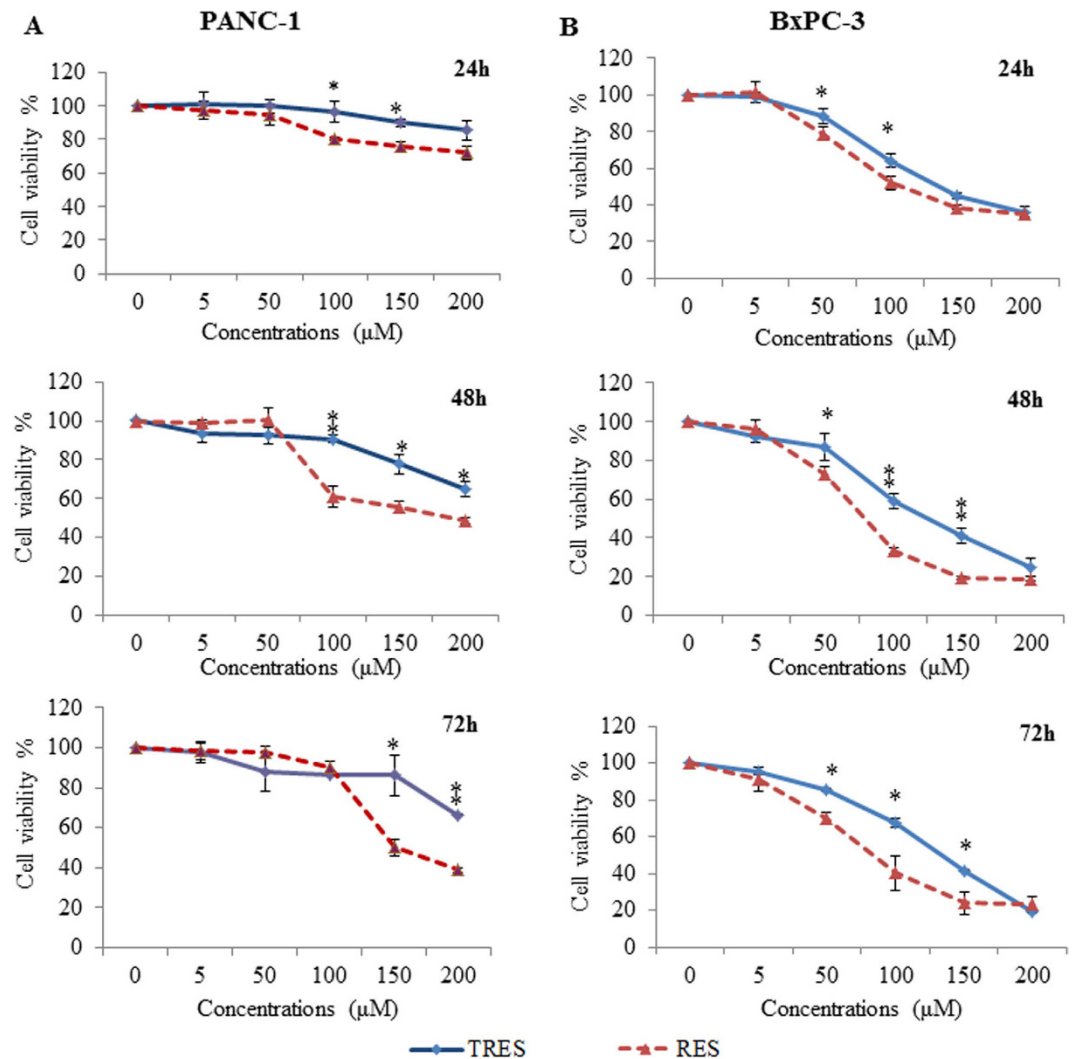 A PANC-1
B BxPC-3
24h
120
100
80
60
40
20
0
Cell viability %
* *
0 5 50 100 150 200
Concentrations (µM)
24h
120
100
80
60
40
20
0
Cell viability %
* *
0 5 50 100 150 200
Concentrations (µM)
48h
120
100
80
60
40
20
0
Cell viability %
** * *
0 5 50 100 150 200
Concentrations (µM)
48h
120
100
80
60
40
20
0
Cell viability %
* ** **
0 5 50 100 150 200
Concentrations (µM)
72h
120
100
80
60
40
20
0
Cell viability %
* **
0 5 50 100 150 200
Concentrations (µM)
72h
120
100
80
60
40
20
0
Cell viability %
* * *
0 5 50 100 150 200
Concentrations (µM)
TRES RES